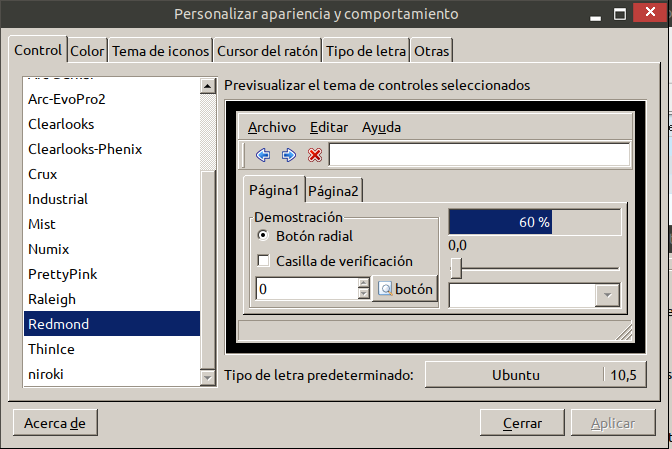 Personalizar apariencia y comportamiento
Control Color Tema de iconos Cursor del ratón Tipo de letra Otras
Arc-EvoPro2
Clearlooks
Clearlooks-Phenix
Crux
Industrial
Mist
Numix
PrettyPink
Raleigh
Redmond
ThinIce
niroki
Previsualizar el tema de controles seleccionados
Archivo Editar Ayuda
Página1 Página2
Demostración
Botón radial
Casilla de verificación
0 botón
60 %
0,0
Tipo de letra predeterminado: Ubuntu 10,5
Acerca de Cerrar Aplicar